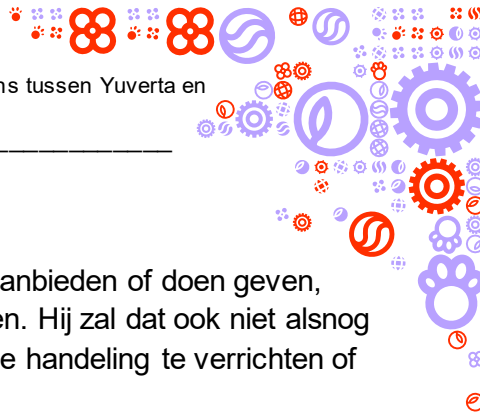 ns tussen Yuverta en
_____________
anbieden of doen geven,
en. Hij zal dat ook niet alsnog
e handeling te verrichten of